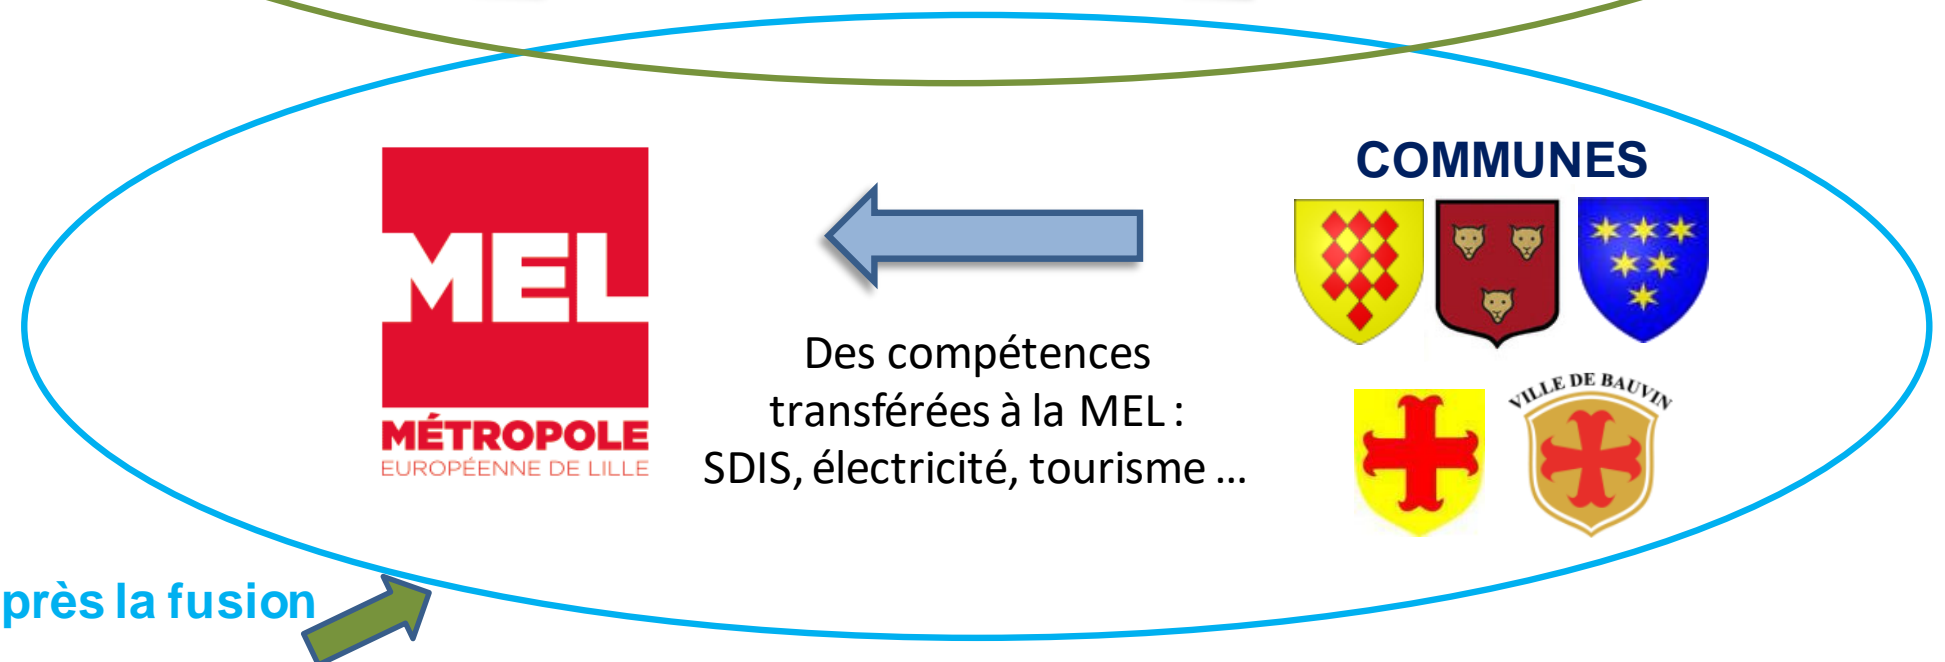 COMMUNES
MEL
MÉTROPOLE
EUROPÉENNE DE LILLE
Des compétences
transférées à la MEL :
SDIS, électricité, tourisme ...
VILLE DE BAUVIN
près la fusion